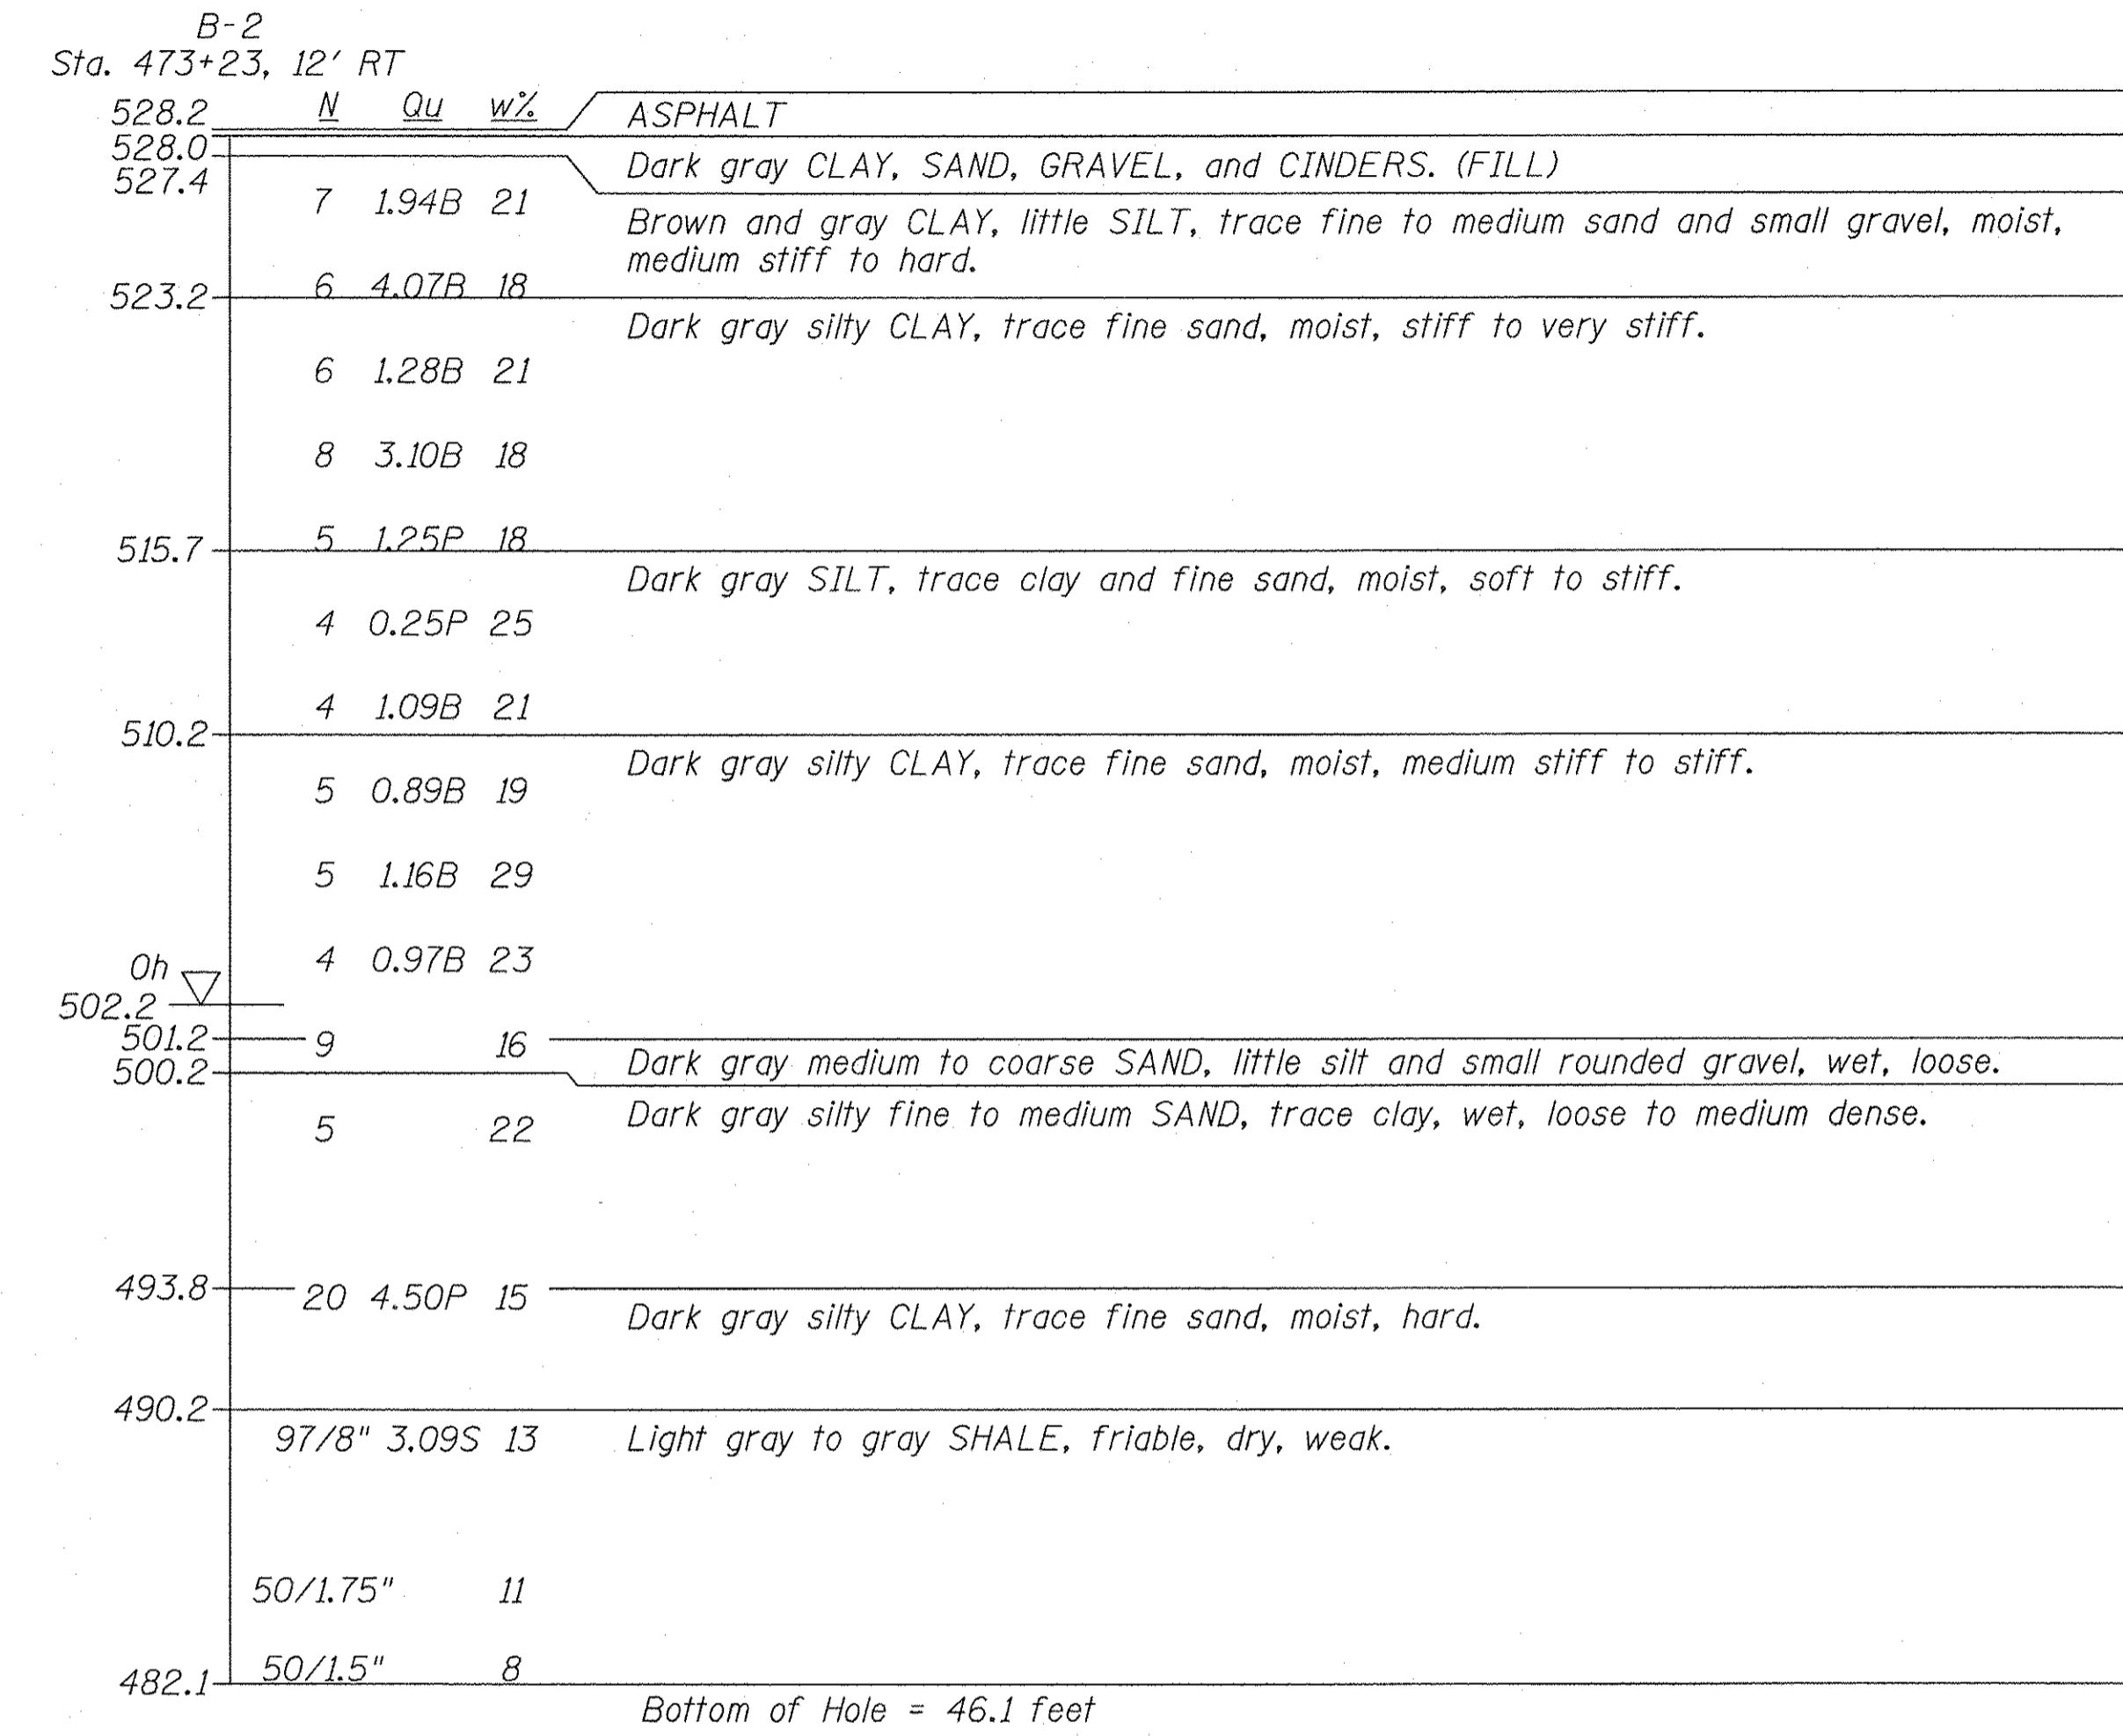 B-2
Sta. 473+23, 12' RT
528.2 N Qu w% ASPHALT
528.0
527.4 Dark gray CLAY, SAND, GRAVEL, and CINDERS. (FILL)
7 1.94B 21
Brown and gray CLAY, little SILT, trace fine to medium sand and small gravel, moist,
medium stiff to hard.
523.2 6 4.07B 18
Dark gray silty CLAY, trace fine sand, moist, stiff to very stiff.
6 1.28B 21
8 3.10B 18
515.7 5 1.25P 18
Dark gray SILT, trace clay and fine sand, moist, soft to stiff.
4 0.25P 25
4 1.09B 21
510.2
Dark gray silty CLAY, trace fine sand, moist, medium stiff to stiff.
5 0.89B 19
5 1.16B 29
4 0.97B 23
0h
502.2
501.2 9 16
500.2 Dark gray medium to coarse SAND, little silt and small rounded gravel, wet, loose.
Dark gray silty fine to medium SAND, trace clay, wet, loose to medium dense.
5 22
493.8 20 4.50P 15
Dark gray silty CLAY, trace fine sand, moist, hard.
490.2
97/8" 3.09S 13 Light gray to gray SHALE, friable, dry, weak.
50/1.75" 11
50/1.5" 8
482.1
Bottom of Hole = 46.1 feet